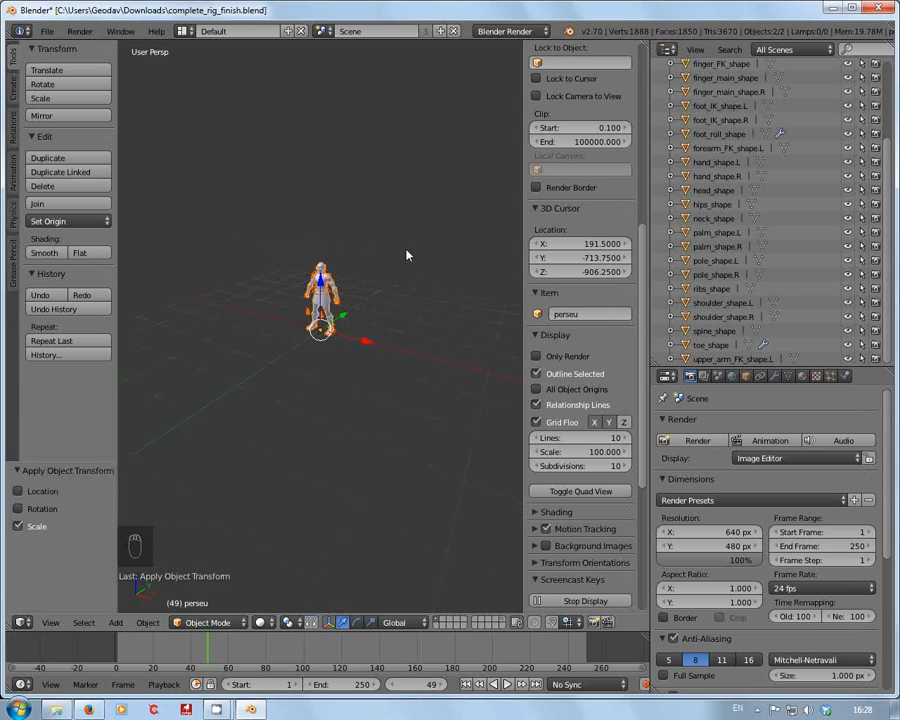 Blender* [C:\Users\Geodav\Downloads\complete_rig_finish.blend]
File Render Window Help Default Scene 3 Blender Render v2.70 | Verts:1888 | Faces:1850 | Tris:3670 | Objects:2/2 | Lamps:0/0 | Mem:19.78M
Tools
Create
Relations
Animation
Physics
Grease Pencil
Transform
Translate
Rotate
Scale
Mirror
Edit
Duplicate
Duplicate Linked
Delete
Join
Set Origin
Shading:
Smooth Flat
History
Undo Redo
Undo History
Repeat:
Repeat Last
History...
Apply Object Transform
Location
Rotation
Scale
User Persp
Last: Apply Object Transform
(49) perseu
Lock to Object:
Lock to Cursor
Lock Camera to View
Clip:
Start: 0.100
End: 100000.000
Local Camera:
Render Border
3D Cursor
Location:
X: 191.5000
Y: -713.7500
Z: -906.2500
Item
perseu
Display
Only Render
Outline Selected
All Object Origins
Relationship Lines
Grid Floo X Y Z
Lines: 10
Scale: 100.000
Subdivisions: 10
Toggle Quad View
Shading
Motion Tracking
Background Images
Transform Orientations
Screencast Keys
Stop Display
View Search All Scenes
finger_FK_shape
finger_main_shape
finger_main_shape.R
foot_IK_shape.L
foot_IK_shape.R
foot_roll_shape
forearm_FK_shape.L
hand_shape.L
hand_shape.R
head_shape
hips_shape
neck_shape
palm_shape.L
palm_shape.R
pole_shape.L
pole_shape.R
ribs_shape
shoulder_shape.L
shoulder_shape.R
spine_shape
toe_shape
upper_arm_FK_shape.L
Scene
Render
Render Animation Audio
Display: Image Editor
Dimensions
Render Presets
Resolution: Frame Range:
X: 640 px Start Frame: 1
Y: 480 px End Frame: 250
100% Frame Step: 1
Aspect Ratio: Frame Rate:
X: 1.000 24 fps
Y: 1.000 Time Remapping:
Border Crop Old: 100 Ne: 100
Anti-Aliasing
5 8 11 16 Mitchell-Netravali
Full Sample Size: 1.000 px
View Select Add Object Object Mode Global
-40 -20 0 20 40 60 80 100 120 140 160 180 200 220 240 260
View Marker Frame Playback Start: 1 End: 250 49 No Sync
EN 16:28